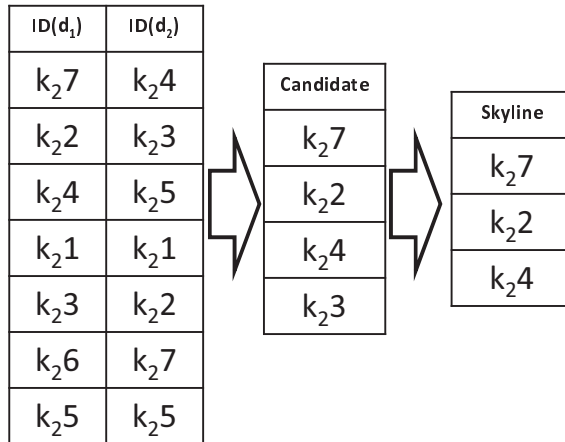 ID(d₁) ID(d₂)
k₂7 k₂4
k₂2 k₂3
k₂4 k₂5
k₂1 k₂1
k₂3 k₂2
k₂6 k₂7
k₂5 k₂5
Candidate
k₂7
k₂2
k₂4
k₂3
Skyline
k₂7
k₂2
k₂4